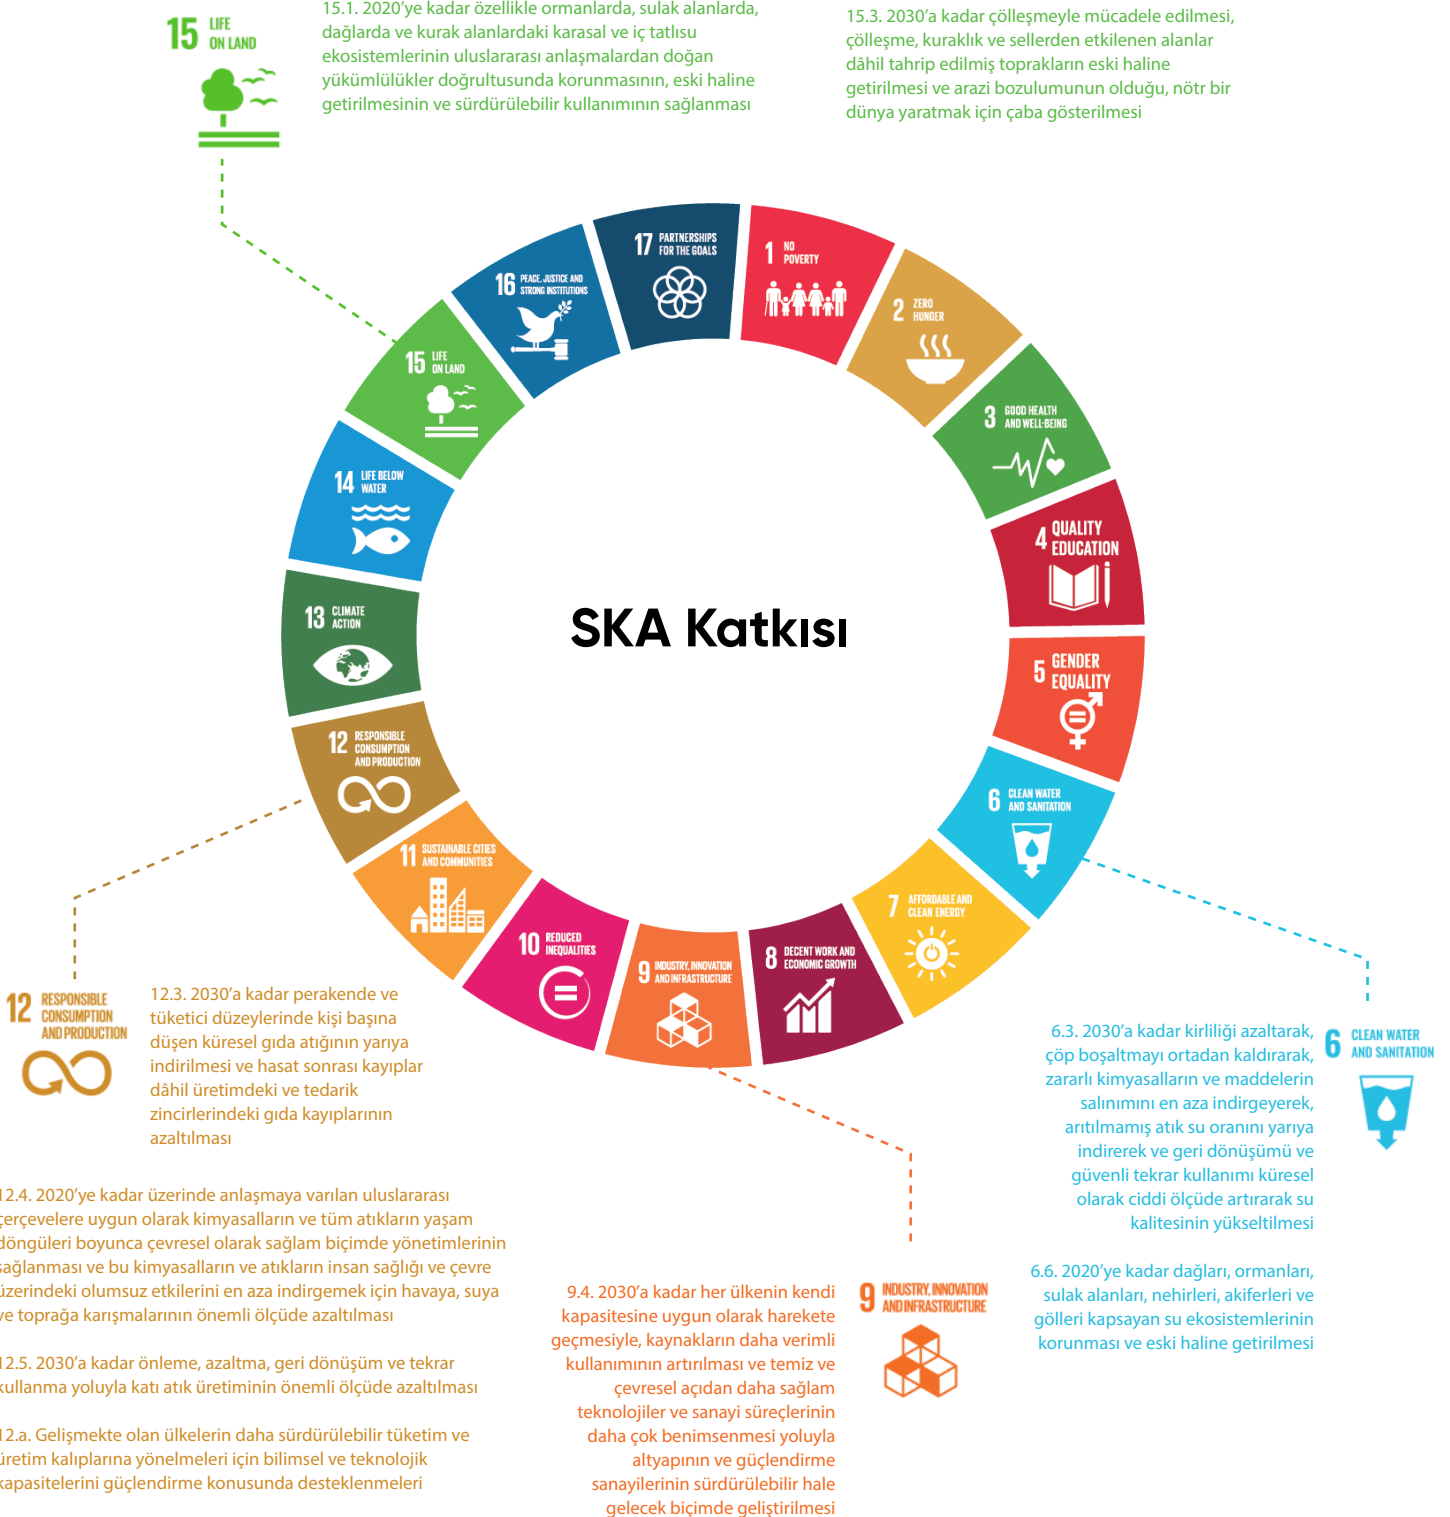 15 LIFE
ON LAND
15.1. 2020’ye kadar özellikle ormanlarda, sulak alanlarda,
dağlarda ve kurak alanlardaki karasal ve iç tatlısu
ekosistemlerinin uluslararası anlaşmalardan doğan
yükümlülükler doğrultusunda korunmasının, eski haline
getirilmesinin ve sürdürülebilir kullanımının sağlanması
15.3. 2030’a kadar çölleşmeyle mücadele edilmesi,
çölleşme, kuraklık ve sellerden etkilenen alanlar
dâhil tahrip edilmiş toprakların eski haline
getirilmesi ve arazi bozulumunun olduğu, nötr bir
dünya yaratmak için çaba gösterilmesi
17 PARTNERSHIPS
FOR THE GOALS
1 NO
POVERTY
2 ZERO
HUNGER
3 GOOD HEALTH
AND WELL-BEING
4 QUALITY
EDUCATION
5 GENDER
EQUALITY
6 CLEAN WATER
AND SANITATION
7 AFFORDABLE AND
CLEAN ENERGY
8 DECENT WORK AND
ECONOMIC GROWTH
9 INDUSTRY, INNOVATION
AND INFRASTRUCTURE
10 REDUCED
INEQUALITIES
11 SUSTAINABLE CITIES
AND COMMUNITIES
12 RESPONSIBLE
CONSUMPTION
AND PRODUCTION
13 CLIMATE
ACTION
14 LIFE BELOW
WATER
15 LIFE
ON LAND
16 PEACE, JUSTICE AND
STRONG INSTITUTIONS
SKA Katkısı
12 RESPONSIBLE
CONSUMPTION
AND PRODUCTION
12.3. 2030’a kadar perakende ve
tüketici düzeylerinde kişi başına
düşen küresel gıda atığının yarıya
indirilmesi ve hasat sonrası kayıplar
dâhil üretimdeki ve tedarik
zincirlerindeki gıda kayıplarının
azaltılması
12.4. 2020’ye kadar üzerinde anlaşmaya varılan uluslararası
çerçevelere uygun olarak kimyasalların ve tüm atıkların yaşam
döngüleri boyunca çevresel olarak sağlam biçimde yönetimlerinin
sağlanması ve bu kimyasalların ve atıkların insan sağlığı ve çevre
üzerindeki olumsuz etkilerini en aza indirgemek için havaya, suya
ve toprağa karışmalarının önemli ölçüde azaltılması
12.5. 2030’a kadar önleme, azaltma, geri dönüşüm ve tekrar
kullanma yoluyla katı atık üretiminin önemli ölçüde azaltılması
12.a. Gelişmekte olan ülkelerin daha sürdürülebilir tüketim ve
üretim kalıplarına yönelmeleri için bilimsel ve teknolojik
kapasitelerini güçlendirme konusunda desteklenmeleri
9.4. 2030’a kadar her ülkenin kendi
kapasitesine uygun olarak harekete
geçmesiyle, kaynakların daha verimli
kullanımının artırılması ve temiz ve
çevresel açıdan daha sağlam
teknolojiler ve sanayi süreçlerinin
daha çok benimsenmesi yoluyla
altyapının ve güçlendirme
sanayilerinin sürdürülebilir hale
gelecek biçimde geliştirilmesi
9 INDUSTRY, INNOVATION
AND INFRASTRUCTURE
6.3. 2030’a kadar kirliliği azaltarak,
çöp boşaltmayı ortadan kaldırarak,
zararlı kimyasalların ve maddelerin
salınımını en aza indirgeyerek,
arıtılmamış atık su oranını yarıya
indirerek ve geri dönüşümü ve
güvenli tekrar kullanımı küresel
olarak ciddi ölçüde artırarak su
kalitesinin yükseltilmesi
6.6. 2020’ye kadar dağları, ormanları,
sulak alanları, nehirleri, akiferleri ve
gölleri kapsayan su ekosistemlerinin
korunması ve eski haline getirilmesi
6 CLEAN WATER
AND SANITATION